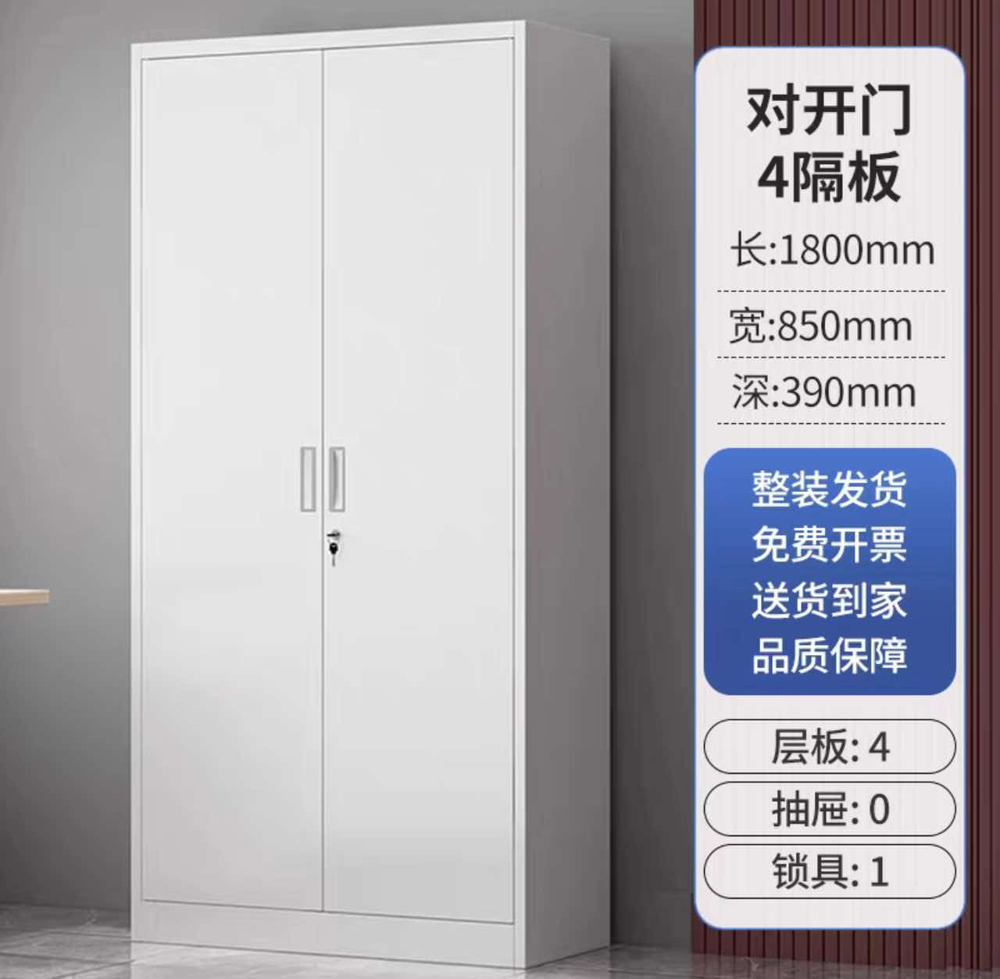 对开门
4隔板
长:1800mm
宽:850mm
深:390mm
整装发货
免费开票
送货到家
品质保障
层板: 4
抽屉: 0
锁具: 1